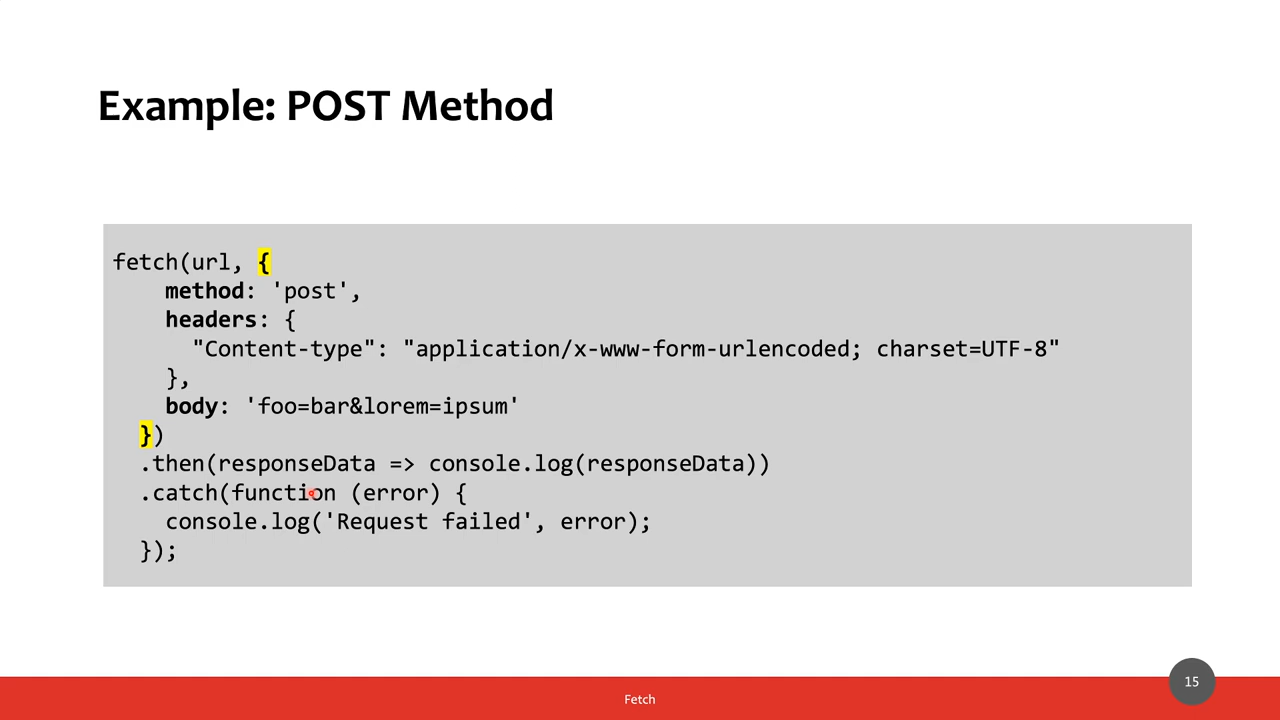 Example: POST Method
fetch(url, {
method: 'post',
headers: {
"Content-type": "application/x-www-form-urlencoded; charset=UTF-8"
},
body: 'foo=bar&lorem=ipsum'
})
.then(responseData => console.log(responseData))
.catch(function (error) {
console.log('Request failed', error);
});
15
Fetch